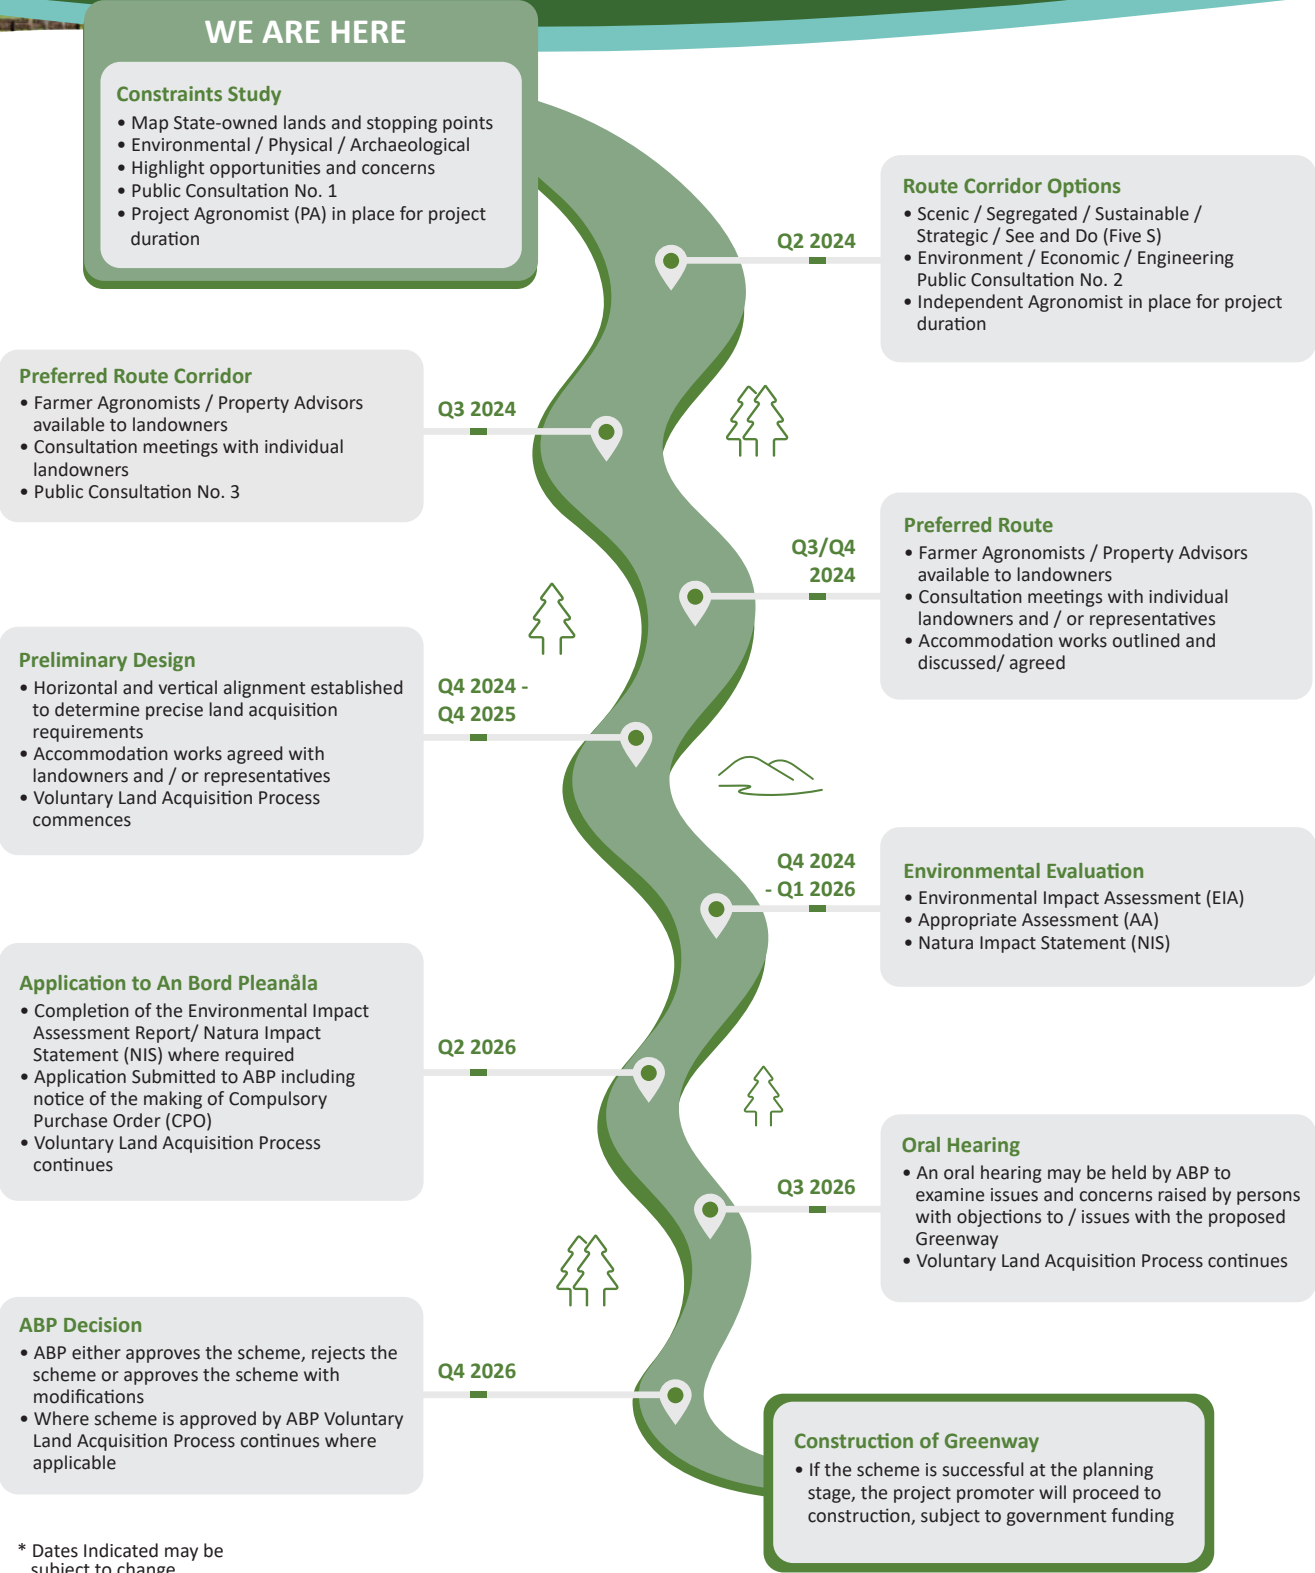 WE ARE HERE
Constraints Study
• Map State-owned lands and stopping points
• Environmental / Physical / Archaeological
• Highlight opportunities and concerns
• Public Consultation No. 1
• Project Agronomist (PA) in place for project
duration
Q2 2024
Route Corridor Options
• Scenic / Segregated / Sustainable /
Strategic / See and Do (Five S)
• Environment / Economic / Engineering
Public Consultation No. 2
• Independent Agronomist in place for project
duration
Preferred Route Corridor
• Farmer Agronomists / Property Advisors
available to landowners
• Consultation meetings with individual
landowners
• Public Consultation No. 3
Q3 2024
Q3/Q4
2024
Preferred Route
• Farmer Agronomists / Property Advisors
available to landowners
• Consultation meetings with individual
landowners and / or representatives
• Accommodation works outlined and
discussed/ agreed
Preliminary Design
• Horizontal and vertical alignment established
to determine precise land acquisition
requirements
• Accommodation works agreed with
landowners and / or representatives
• Voluntary Land Acquisition Process
commences
Q4 2024 -
Q4 2025
Q4 2024
- Q1 2026
Environmental Evaluation
• Environmental Impact Assessment (EIA)
• Appropriate Assessment (AA)
• Natura Impact Statement (NIS)
Application to An Bord Pleanåla
• Completion of the Environmental Impact
Assessment Report/ Natura Impact
Statement (NIS) where required
• Application Submitted to ABP including
notice of the making of Compulsory
Purchase Order (CPO)
• Voluntary Land Acquisition Process
continues
Q2 2026
Q3 2026
Oral Hearing
• An oral hearing may be held by ABP to
examine issues and concerns raised by persons
with objections to / issues with the proposed
Greenway
• Voluntary Land Acquisition Process continues
ABP Decision
• ABP either approves the scheme, rejects the
scheme or approves the scheme with
modifications
• Where scheme is approved by ABP Voluntary
Land Acquisition Process continues where
applicable
Q4 2026
Construction of Greenway
• If the scheme is successful at the planning
stage, the project promoter will proceed to
construction, subject to government funding
* Dates Indicated may be
subject to change